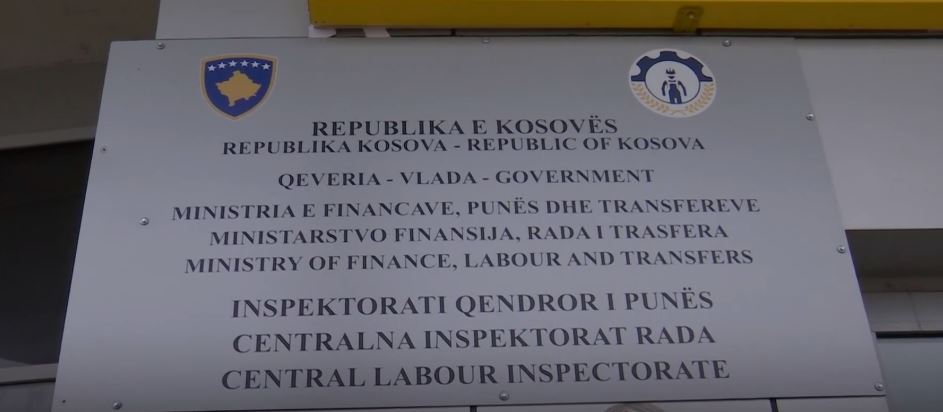 REPUBLIKA E KOSOVËS
REPUBLIKA KOSOVA - REPUBLIC OF KOSOVA
QEVERIA - VLADA - GOVERNMENT
MINISTRIA E FINANCAVE, PUNËS DHE TRANSFEREVE
MINISTARSTVO FINANSIJA, RADA I TRASFERA
MINISTRY OF FINANCE, LABOUR AND TRANSFERS
INSPEKTORATI QENDROR I PUNËS
CENTRALNA INSPEKTORAT RADA
CENTRAL LABOUR INSPECTORATE